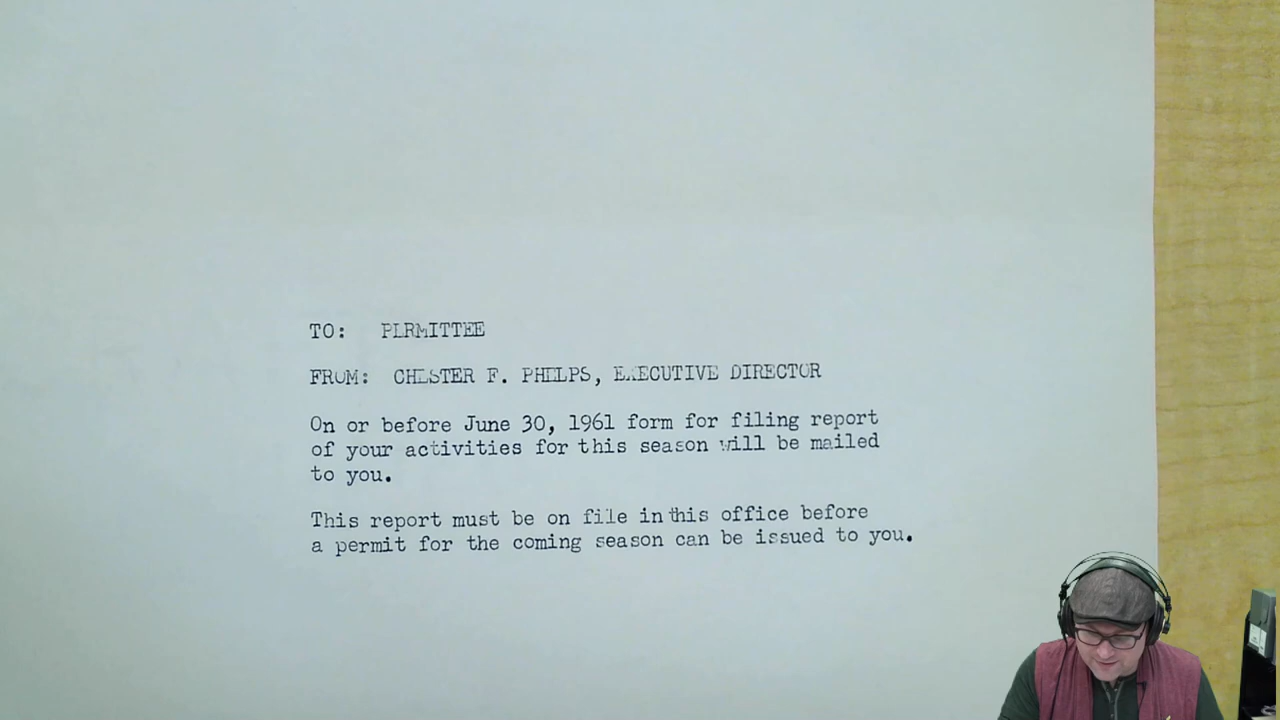 TO: PERMITTEE
FROM: CHESTER F. PHELPS, EXECUTIVE DIRECTOR
On or before June 30, 1961 form for filing report
of your activities for this season will be mailed
to you.
This report must be on file in this office before
a permit for the coming season can be issued to you.